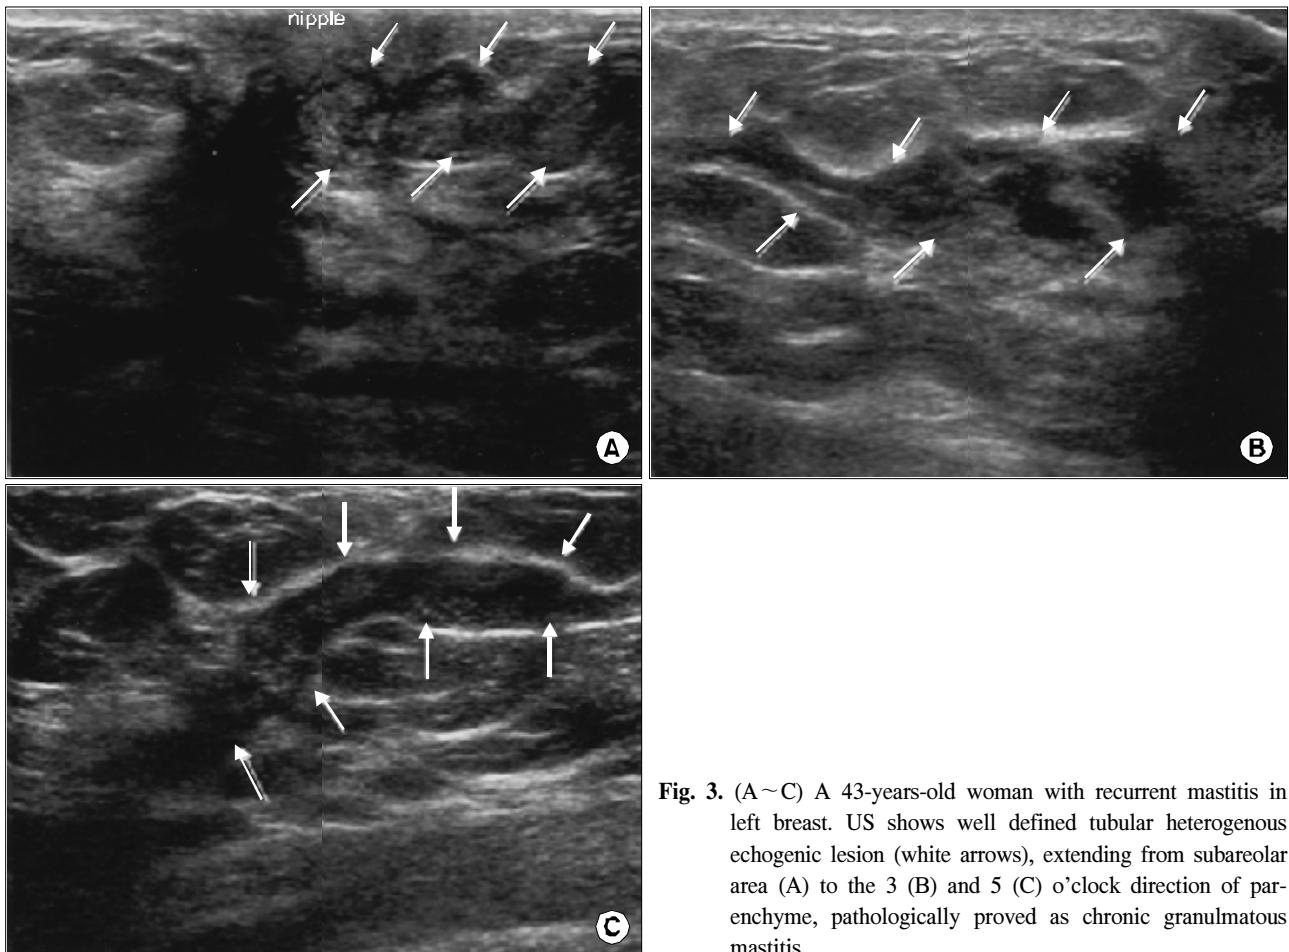 nipple
A
B
C
Fig. 3. (A～C) A 43-years-old woman with recurrent mastitis in
left breast. US shows well defined tubular heterogenous
echogenic lesion (white arrows), extending from subareolar
area (A) to the 3 (B) and 5 (C) o’clock direction of par-
enchyme, pathologically proved as chronic granulmatous
mastitis.